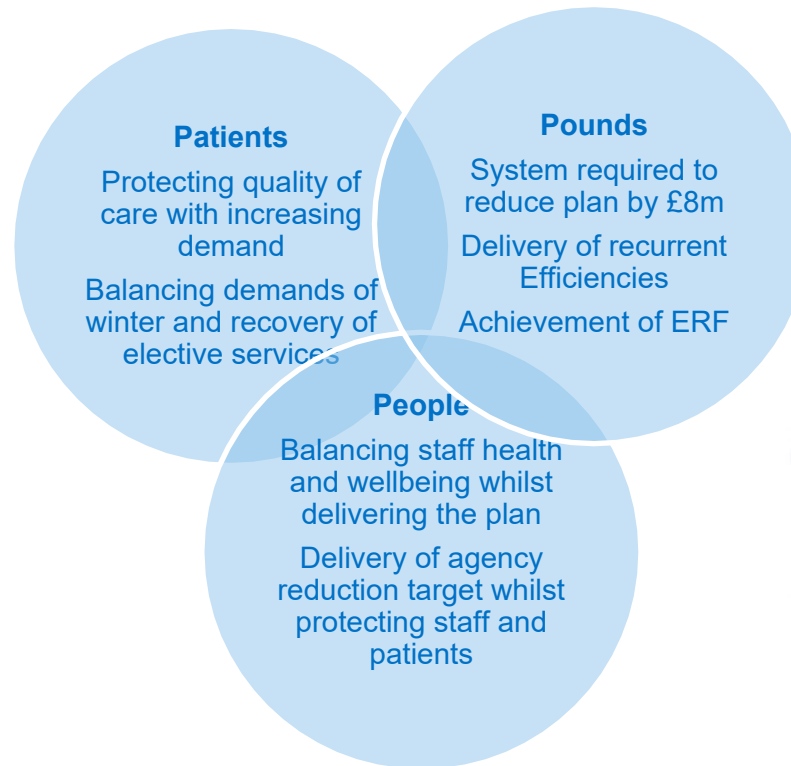 Patients
Protecting quality of
care with increasing
demand
Balancing demands of
winter and recovery of
elective services
Pounds
System required to
reduce plan by £8m
Delivery of recurrent
Efficiencies
Achievement of ERF
People
Balancing staff health
and wellbeing whilst
delivering the plan
Delivery of agency
reduction target whilst
protecting staff and
patients